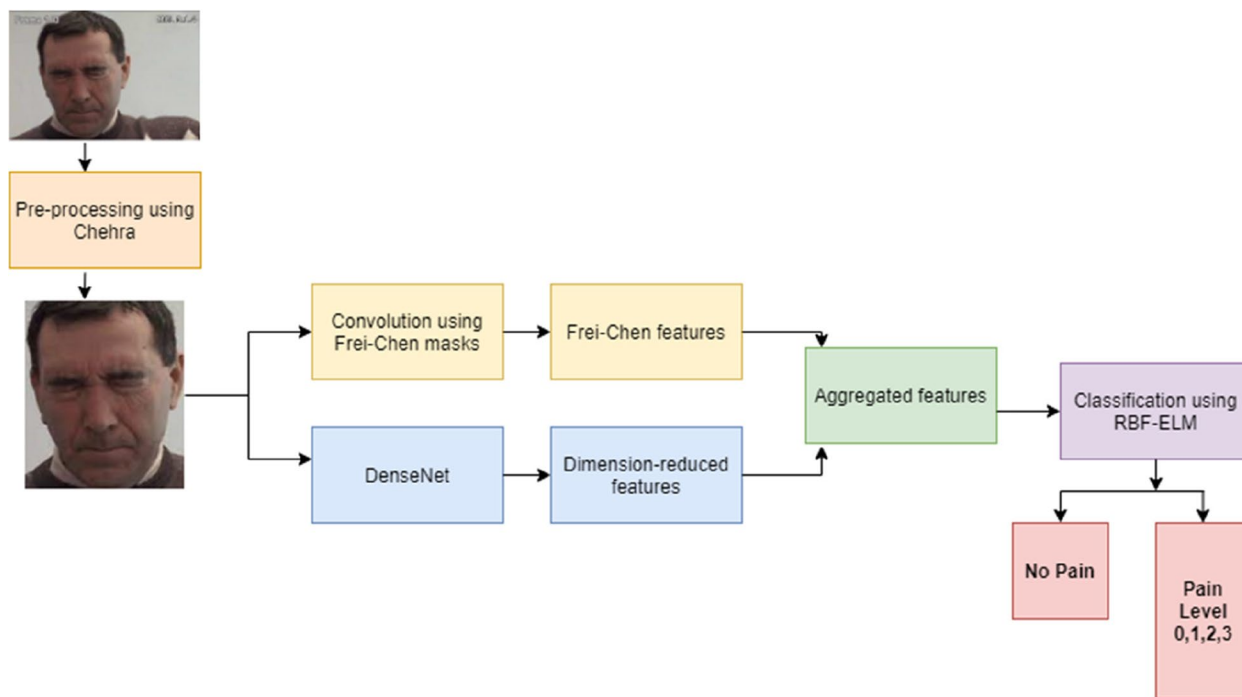 Pre-processing using
Chehra
Convolution using
Frei-Chen masks
Frei-Chen features
DenseNet
Dimension-reduced
features
Aggregated features
Classification using
RBF-ELM
No Pain
Pain
Level
0,1,2,3